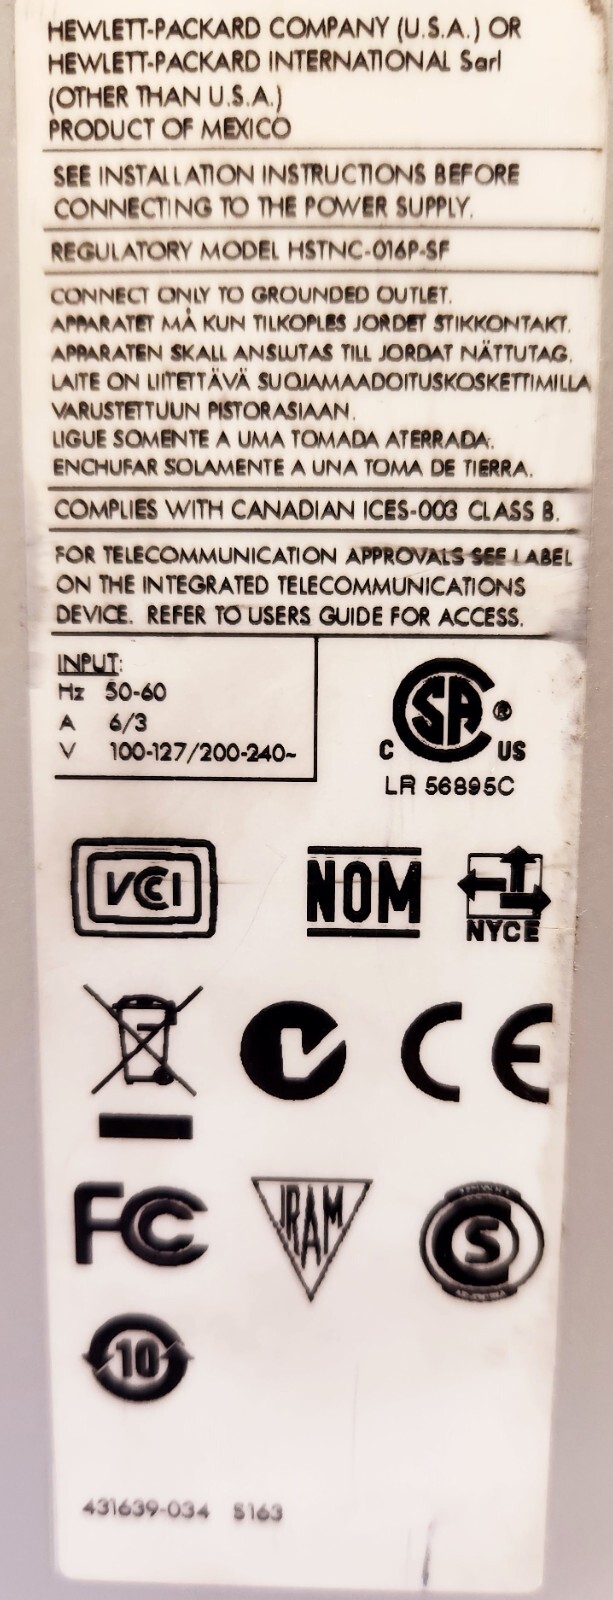 HEWLETT-PACKARD COMPANY (U.S.A.) OR
HEWLETT-PACKARD INTERNATIONAL Sarl
(OTHER THAN U.S.A.)
PRODUCT OF MEXICO
SEE INSTALLATION INSTRUCTIONS BEFORE
CONNECTING TO THE POWER SUPPLY.
REGULATORY MODEL HSTNC-016P-SF
CONNECT ONLY TO GROUNDED OUTLET.
APPARATET MÅ KUN TILKOPLES JORDET STIKKONTAKT.
APPARATEN SKALL ANSLUTAS TILL JORDAT NÄTTUTAG.
LAITE ON LIITETTÄVÄ SUOJAMAADOITUSKOSKETTIMILLA
VARUSTETTUUN PISTORASIAAN.
LIGUE SOMENTE A UMA TOMADA ATERRADA.
ENCHUFAR SOLAMENTE A UNA TOMA DE TIERRA.
COMPLIES WITH CANADIAN ICES-003 CLASS B.
FOR TELECOMMUNICATION APPROVALS SEE LABEL
ON THE INTEGRATED TELECOMMUNICATIONS
DEVICE. REFER TO USERS GUIDE FOR ACCESS.
INPUT:
Hz 50-60
A 6/3
V 100-127/200-240~
C SA ® US
LR 56895C
VCCI NOM NYCE
CE
FC IRAM S
10
431639-034 S163